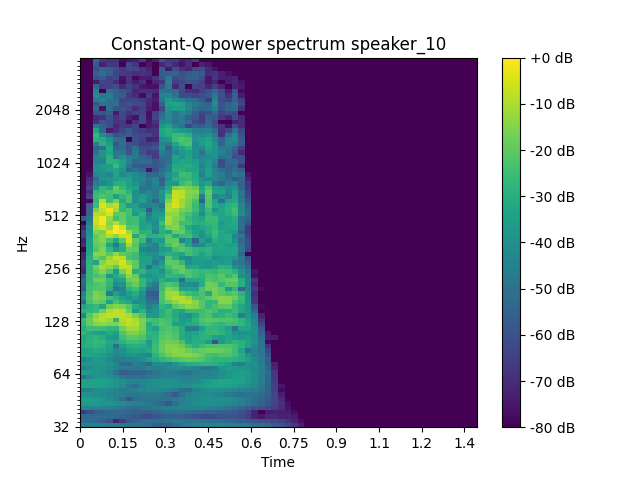 Constant-Q power spectrum speaker_10
Hz
2048
1024
512
256
128
64
32
0 0.15 0.3 0.45 0.6 0.75 0.9 1.1 1.2 1.4
Time
+0 dB
-10 dB
-20 dB
-30 dB
-40 dB
-50 dB
-60 dB
-70 dB
-80 dB